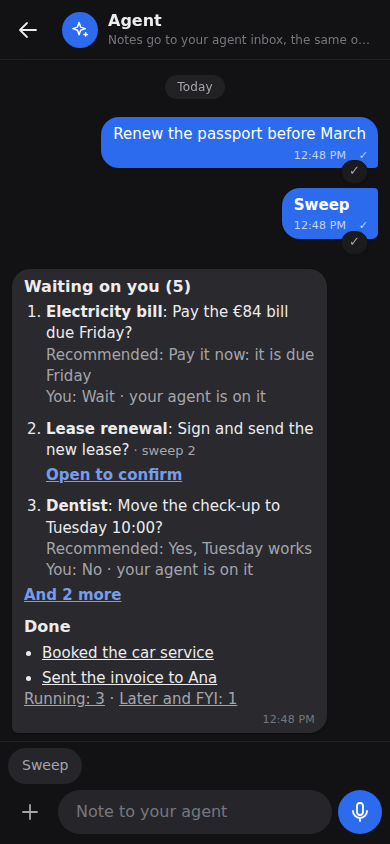 Agent
Notes go to your agent inbox, the same o...
Today
Renew the passport before March
12:48 PM ✓
✓
Sweep
12:48 PM ✓
✓
Waiting on you (5)
1. Electricity bill: Pay the €84 bill
due Friday?
Recommended: Pay it now: it is due
Friday
You: Wait · your agent is on it
2. Lease renewal: Sign and send the
new lease? · sweep 2
Open to confirm
3. Dentist: Move the check-up to
Tuesday 10:00?
Recommended: Yes, Tuesday works
You: No · your agent is on it
And 2 more
Done
• Booked the car service
• Sent the invoice to Ana
Running: 3 · Later and FYI: 1
12:48 PM
Sweep
Note to your agent